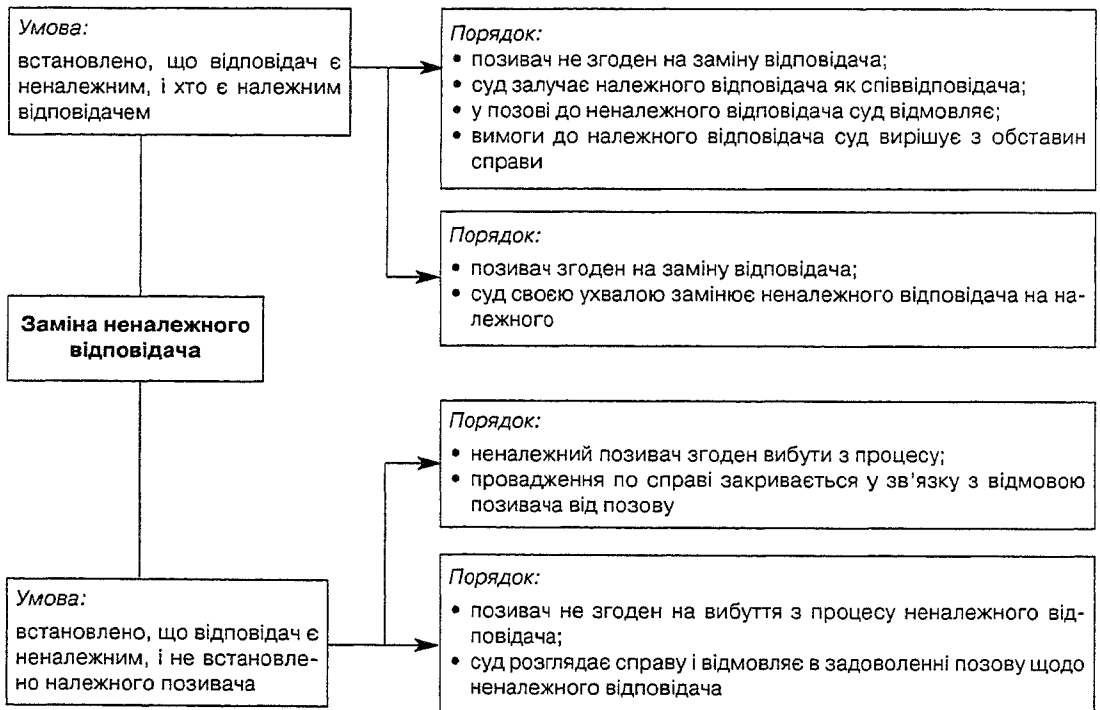 Умова:
встановлено, що відповідач є
неналежним, і хто є належним
відповідачем
Порядок:
• позивач не згоден на заміну відповідача;
• суд залучає належного відповідача як співвідповідача;
• у позові до неналежного відповідача суд відмовляє;
• вимоги до належного відповідача суд вирішує з обставин
справи
Порядок:
• позивач згоден на заміну відповідача;
• суд своєю ухвалою замінює неналежного відповідача на на-
лежного
Заміна неналежного
відповідача
Порядок:
• неналежний позивач згоден вибути з процесу;
• провадження по справі закривається у зв’язку з відмовою
позивача від позову
Умова:
встановлено, що відповідач є
неналежним, і не встановле-
но належного позивача
Порядок:
• позивач не згоден на вибуття з процесу неналежного від-
повідача;
• суд розглядає справу і відмовляє в задоволенні позову щодо
неналежного відповідача